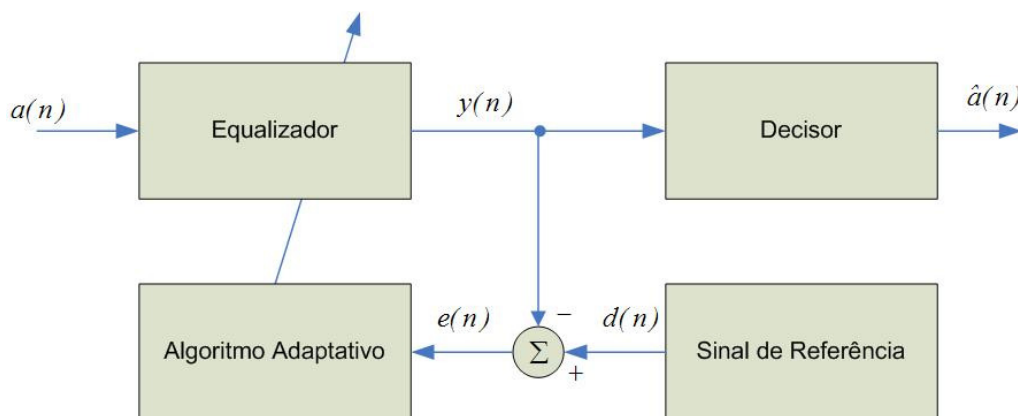 a(n)
Equalizador
y(n)
Decisor
â(n)
Algoritmo Adaptativo
e(n)
Σ
−
+
d(n)
Sinal de Referência